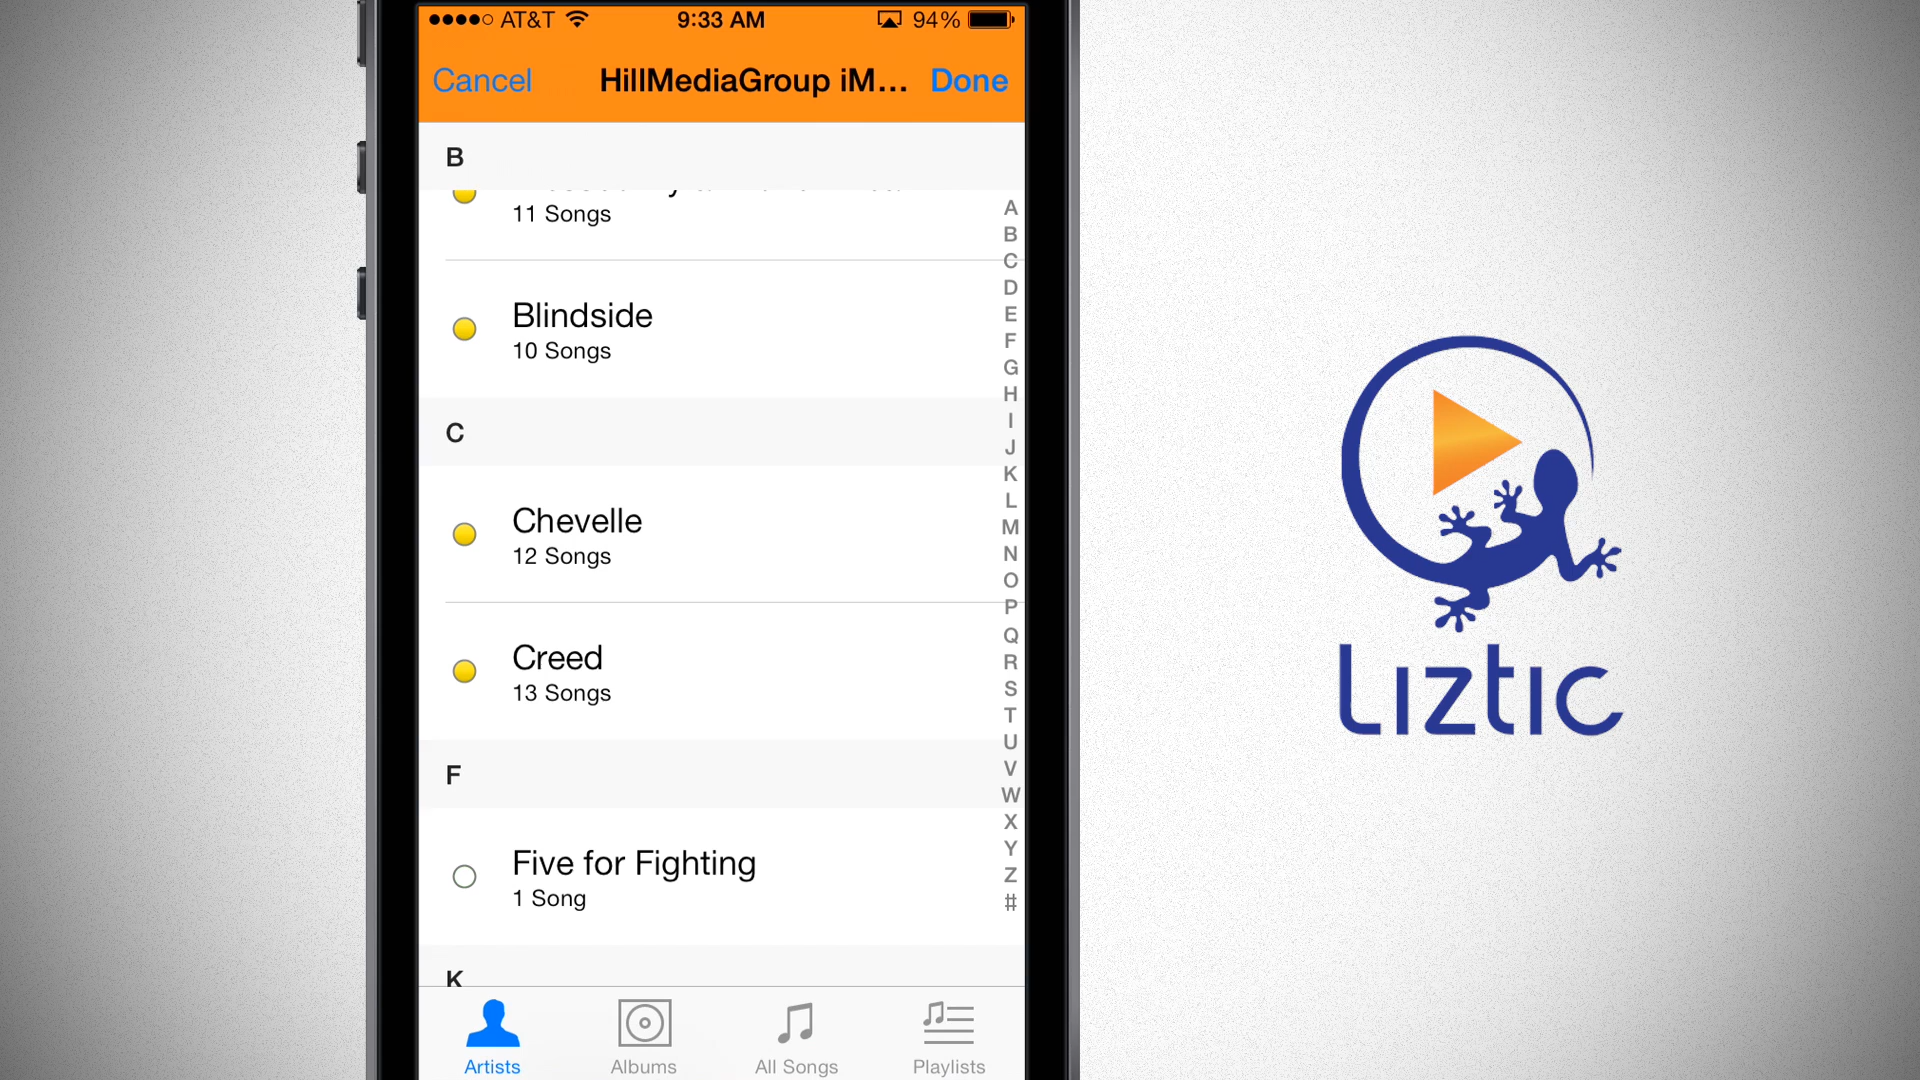 AT&T 9:33 AM 94%
Cancel HillMediaGroup iM... Done
B
11 Songs
Blindside
10 Songs
C
Chevelle
12 Songs
Creed
13 Songs
F
Five for Fighting
1 Song
K
A
B
C
D
E
F
G
H
I
J
K
L
M
N
O
P
Q
R
S
T
U
V
W
X
Y
Z
#
Artists Albums All Songs Playlists
Liztic